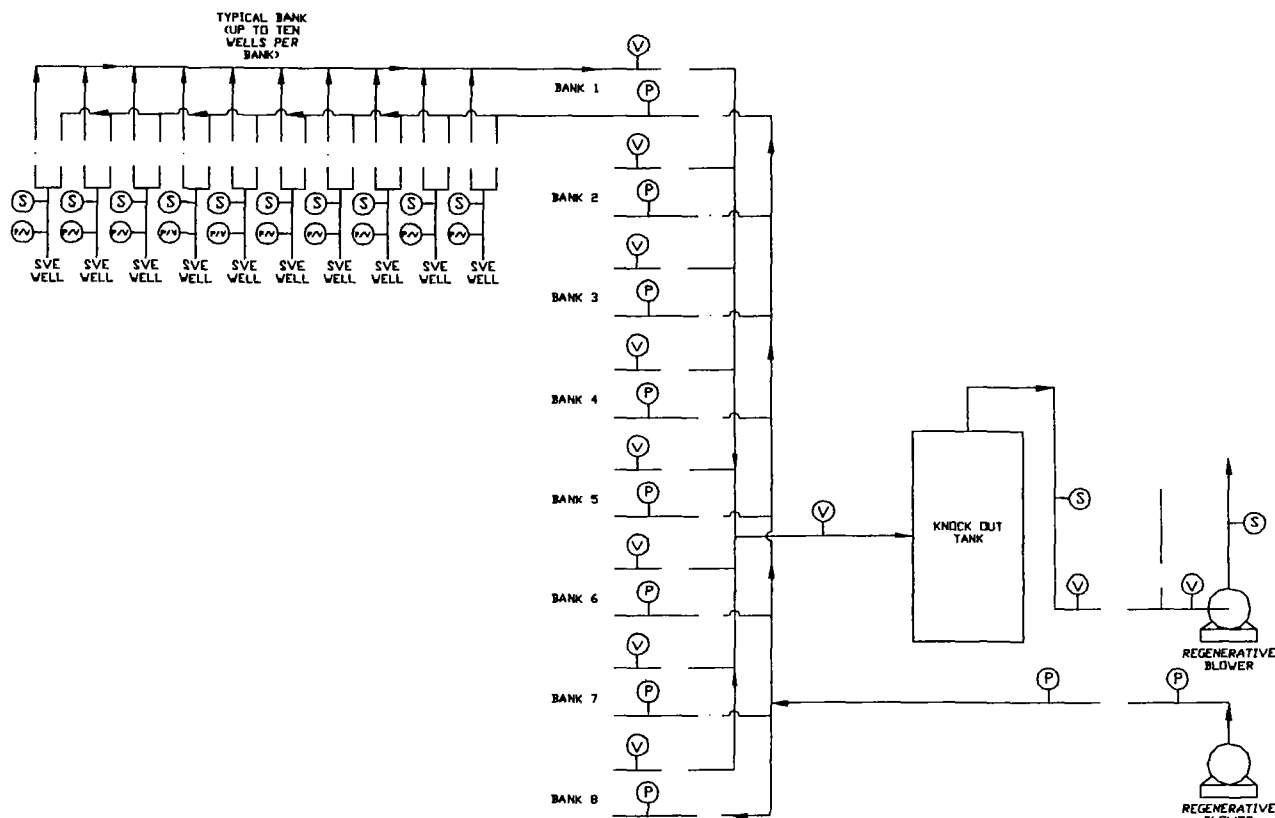 TYPICAL BANK
(UP TO TEN
WELLS PER
BANK)
V
BANK 1
P
V
S S S S S S S S S S
BANK 2
P
P/V P/V P/V P/V P/V P/V P/V P/V P/V P/V
SVE SVE SVE SVE SVE SVE SVE SVE SVE SVE
WELL WELL WELL WELL WELL WELL WELL WELL WELL WELL
V
BANK 3
P
V
BANK 4
P
V
BANK 5
P
V
KNOCK OUT
TANK
S
S
V
BANK 6
P
V
V
REGENERATIVE
BLOWER
V
BANK 7
P
P
P
V
BANK 8
P
REGENERATIVE
BLOWER